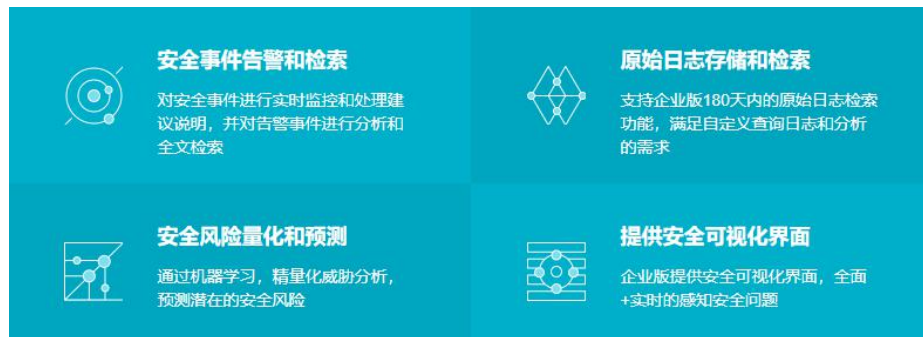 安全事件告警和检索
对安全事件进行实时监控和处理建
议说明，并对告警事件进行分析和
全文检索
原始日志存储和检索
支持企业版180天内的原始日志检索
功能，满足自定义查询日志和分析
的需求
安全风险量化和预测
通过机器学习，精量化威胁分析，
预测潜在的安全风险
提供安全可视化界面
企业版提供安全可视化界面，全面
+实时的感知安全问题